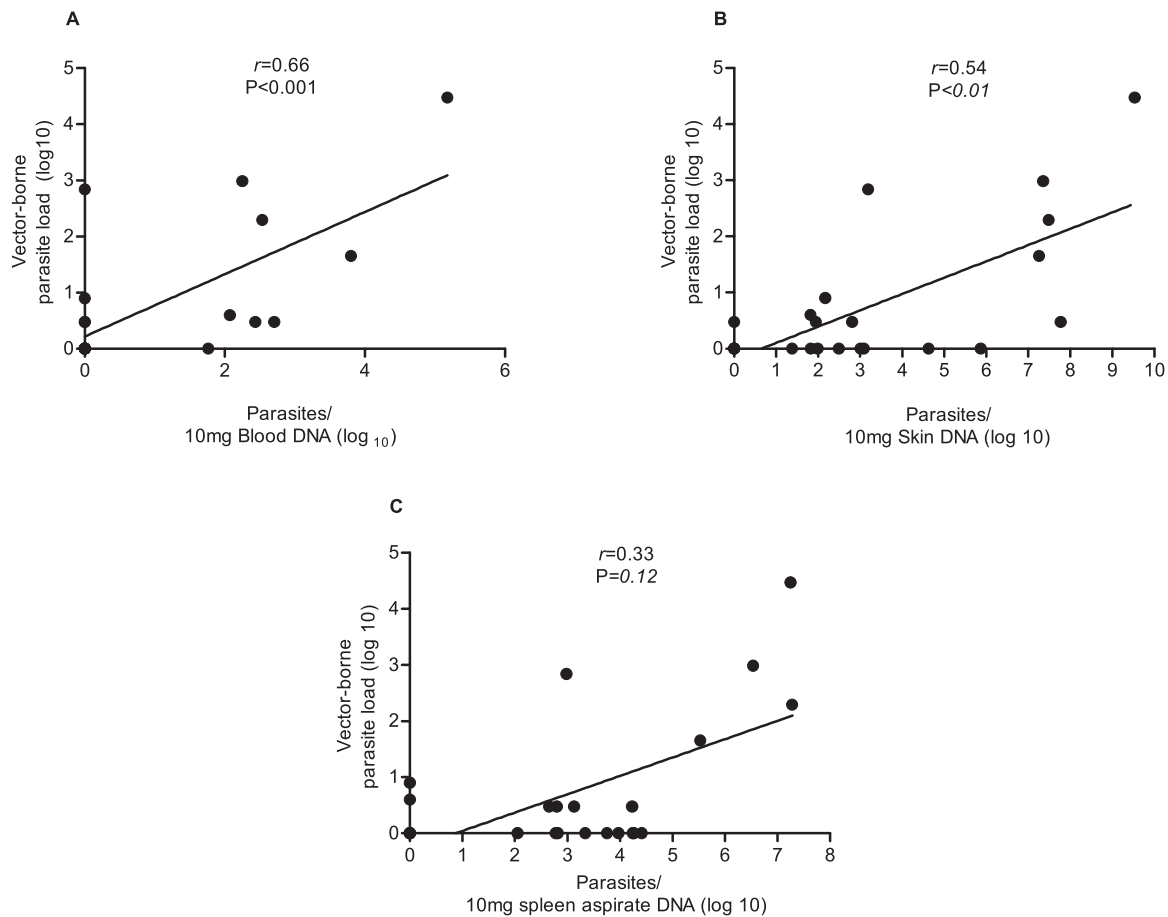 A
r=0.66
P<0.001
5
4
3
2
1
0
0 2 4 6
Vector-borne
parasite load (log10)
Parasites/
10mg Blood DNA (log 10)
B
r=0.54
P<0.01
5
4
3
2
1
0
0 1 2 3 4 5 6 7 8 9 10
Vector-borne
parasite load (log 10)
Parasites/
10mg Skin DNA (log 10)
C
r=0.33
P=0.12
5
4
3
2
1
0
0 1 2 3 4 5 6 7 8
Vector-borne
parasite load (log 10)
Parasites/
10mg spleen aspirate DNA (log 10)